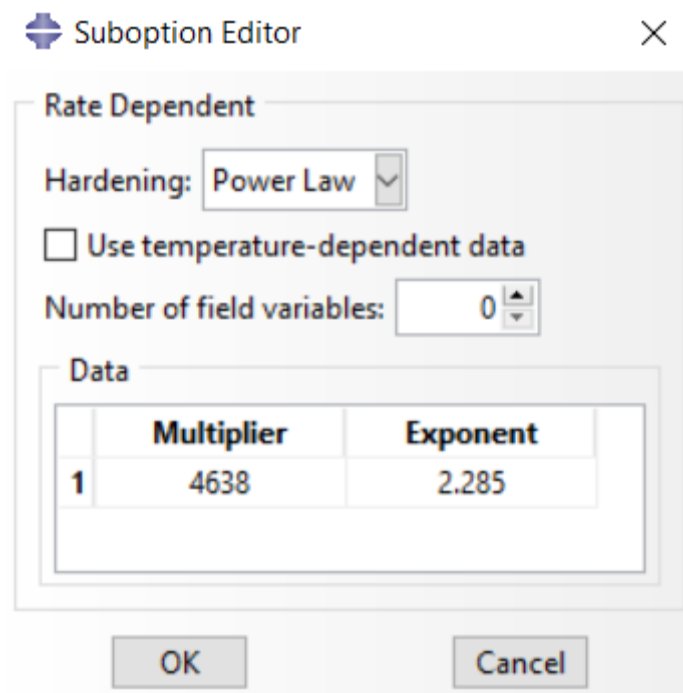 Suboption Editor
Rate Dependent
Hardening: Power Law
Use temperature-dependent data
Number of field variables: 0
Data
Multiplier Exponent
1 4638 2.285
OK Cancel